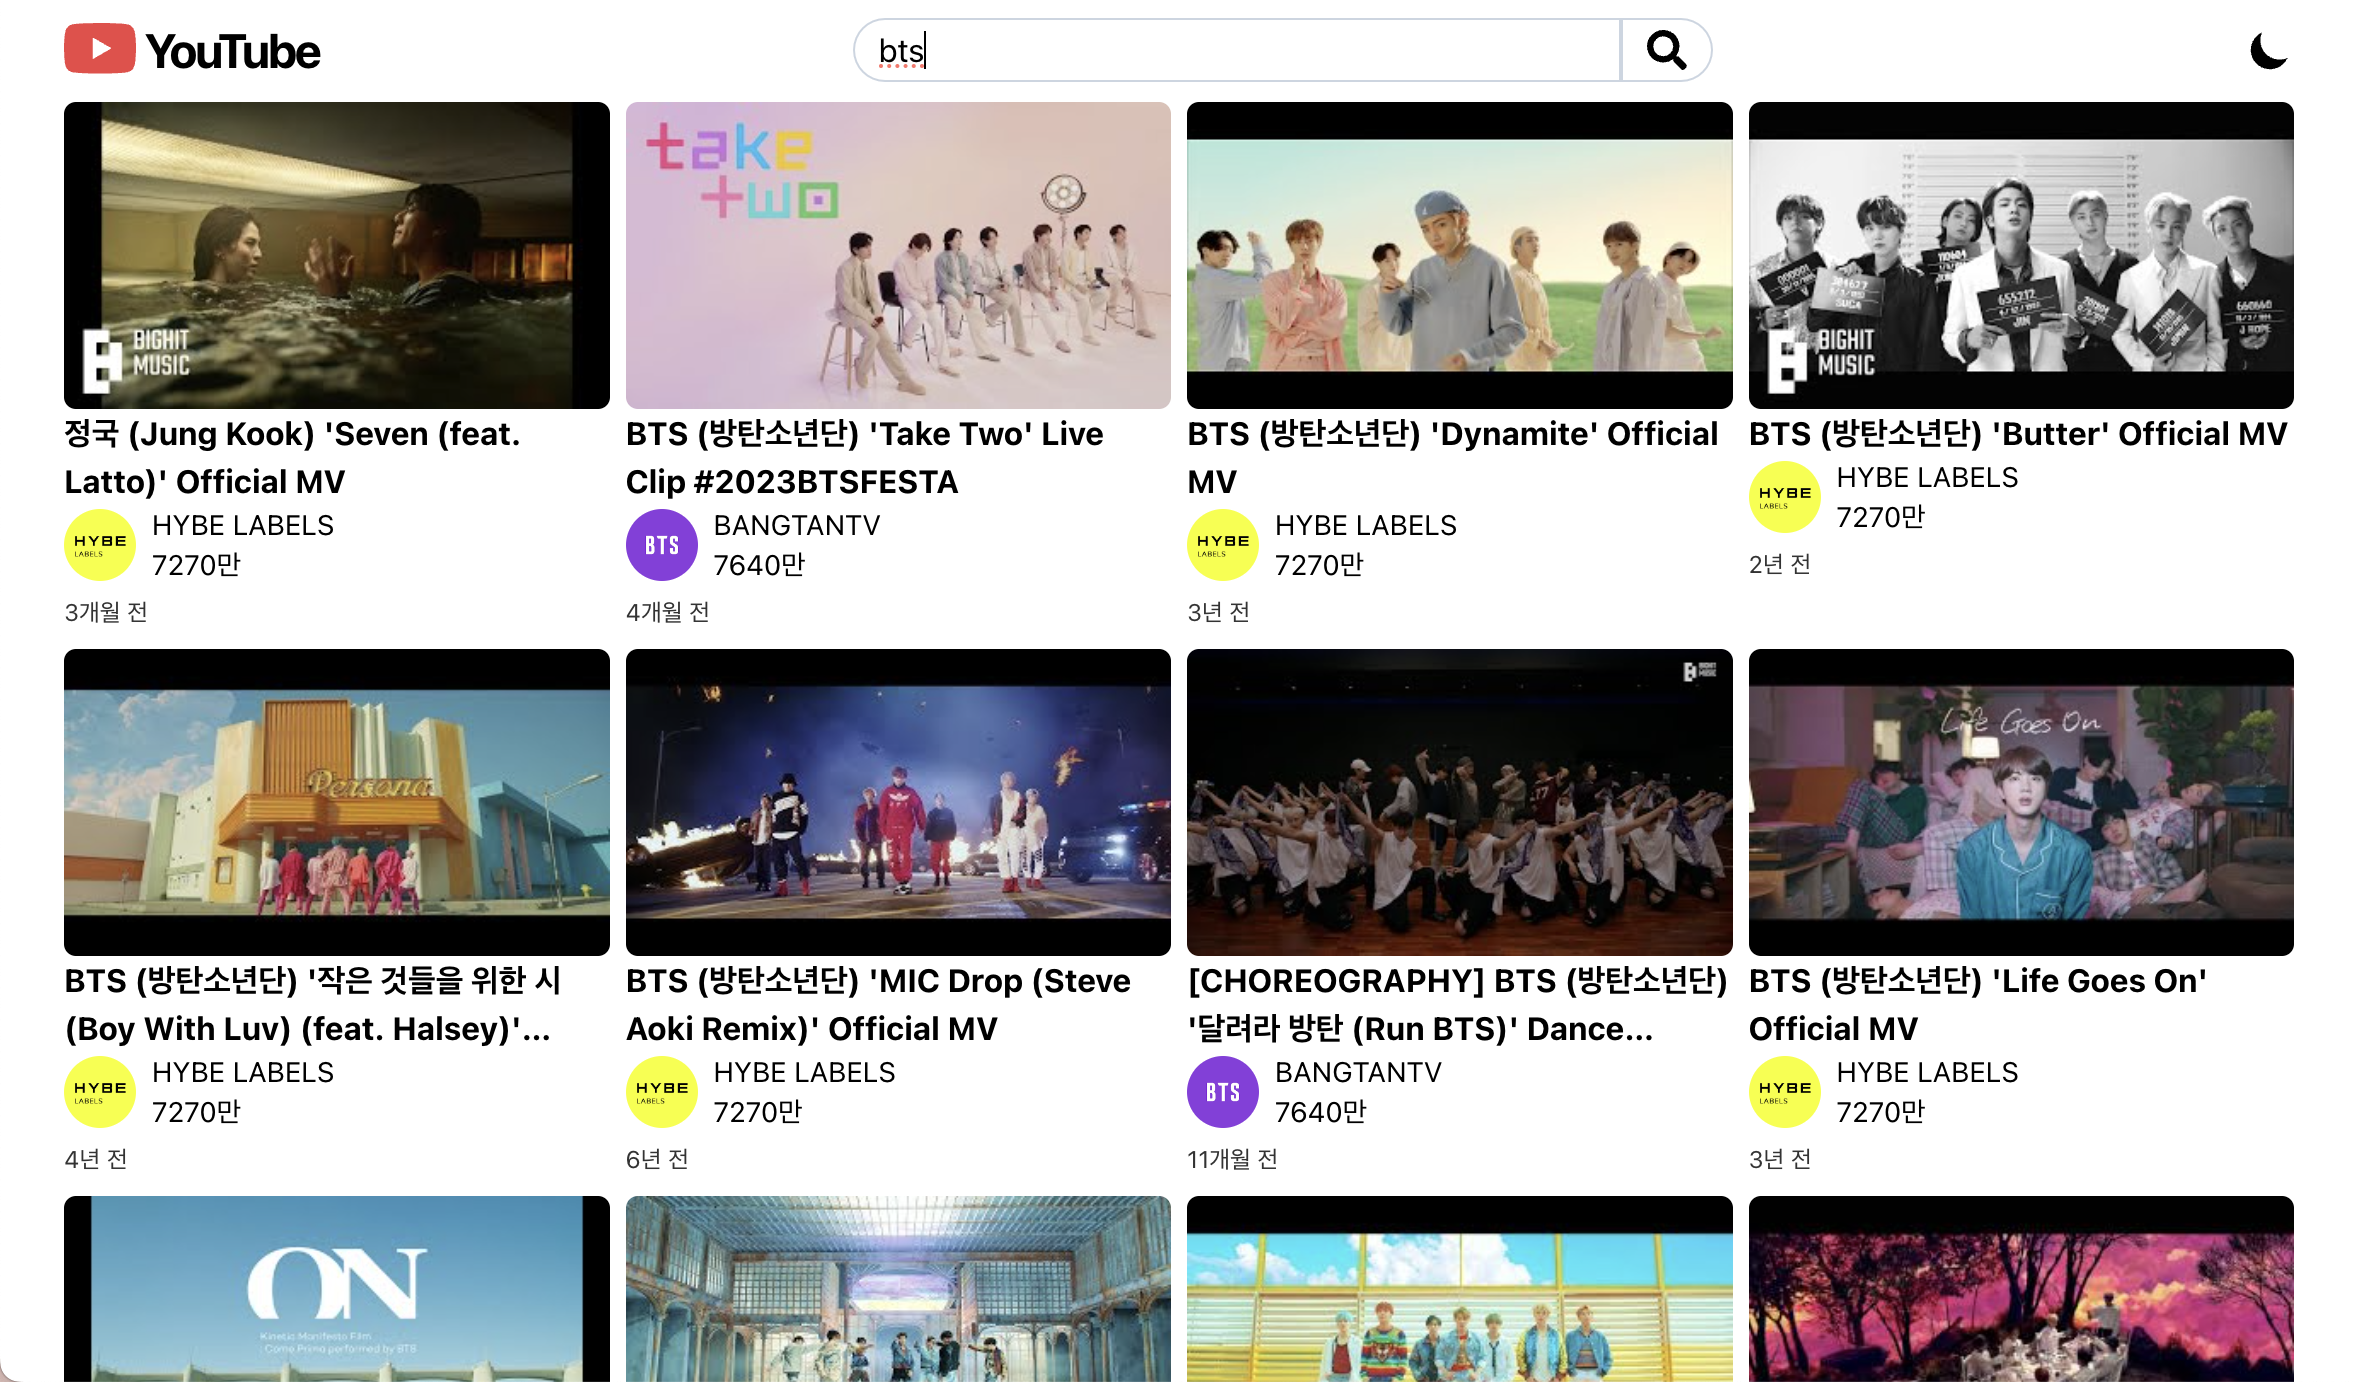 YouTube
bts
take
two
BIGHIT
MUSIC
655212
JIN
SUCA
BIGHIT
MUSIC
정국 (Jung Kook) 'Seven (feat.
Latto)' Official MV
HYBE
LABELS
HYBE LABELS
7270만
3개월 전
BTS (방탄소년단) 'Take Two' Live
Clip #2023BTSFESTA
BTS
BANGTANTV
7640만
4개월 전
BTS (방탄소년단) 'Dynamite' Official
MV
HYBE
LABELS
HYBE LABELS
7270만
3년 전
BTS (방탄소년단) 'Butter' Official MV
HYBE
LABELS
HYBE LABELS
7270만
2년 전
Persona
BIGHIT
MUSIC
Life Goes On
BTS (방탄소년단) '작은 것들을 위한 시
(Boy With Luv) (feat. Halsey)'...
HYBE
LABELS
HYBE LABELS
7270만
4년 전
BTS (방탄소년단) 'MIC Drop (Steve
Aoki Remix)' Official MV
HYBE
LABELS
HYBE LABELS
7270만
6년 전
[CHOREOGRAPHY] BTS (방탄소년단)
'달려라 방탄 (Run BTS)' Dance...
BTS
BANGTANTV
7640만
11개월 전
BTS (방탄소년단) 'Life Goes On'
Official MV
HYBE
LABELS
HYBE LABELS
7270만
3년 전
ON
Kinetic Manifesto Film
: Come Prima performed by BTS